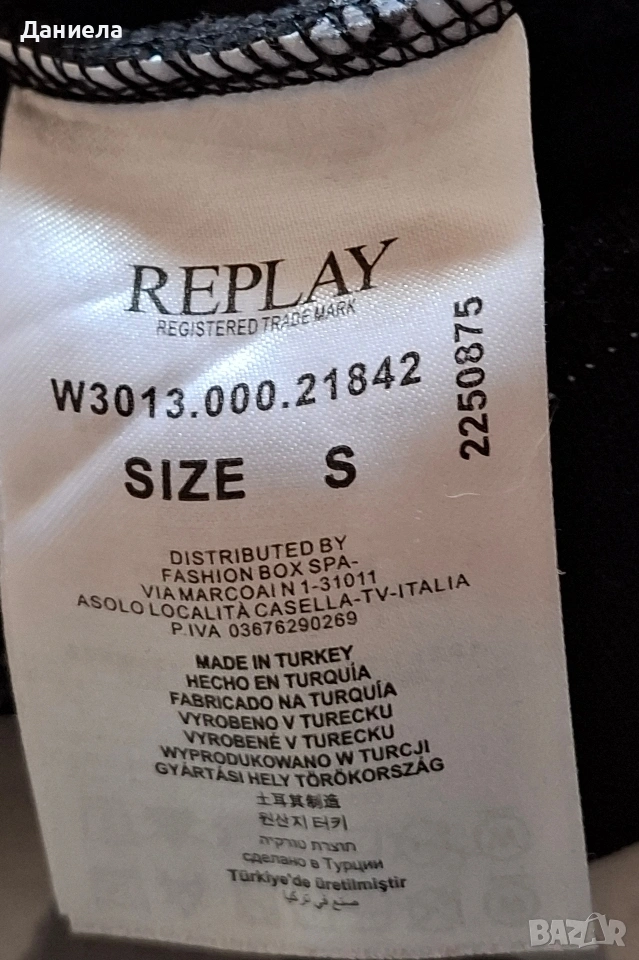 Даниела
REPLAY
REGISTERED TRADE MARK
W3013.000.21842
2250875
SIZE S
DISTRIBUTED BY
FASHION BOX SPA-
VIA MARCOAI N 1-31011
ASOLO LOCALITÀ CASELLA-TV-ITALIA
P.IVA 03676290269
MADE IN TURKEY
HECHO EN TURQUÍA
FABRICADO NA TURQUÍA
VYROBENO V TURECKU
VYROBENÉ V TURECKU
WYPRODUKOWANO W TURCJI
GYÁRTÁSI HELY TÖRÖKORSZÁG
土耳其制造
원산지 터키
תוצרת טורקיה
сделано в Турции
Türkiye'de üretilmiştir
صنع في تركيا
BAZAR